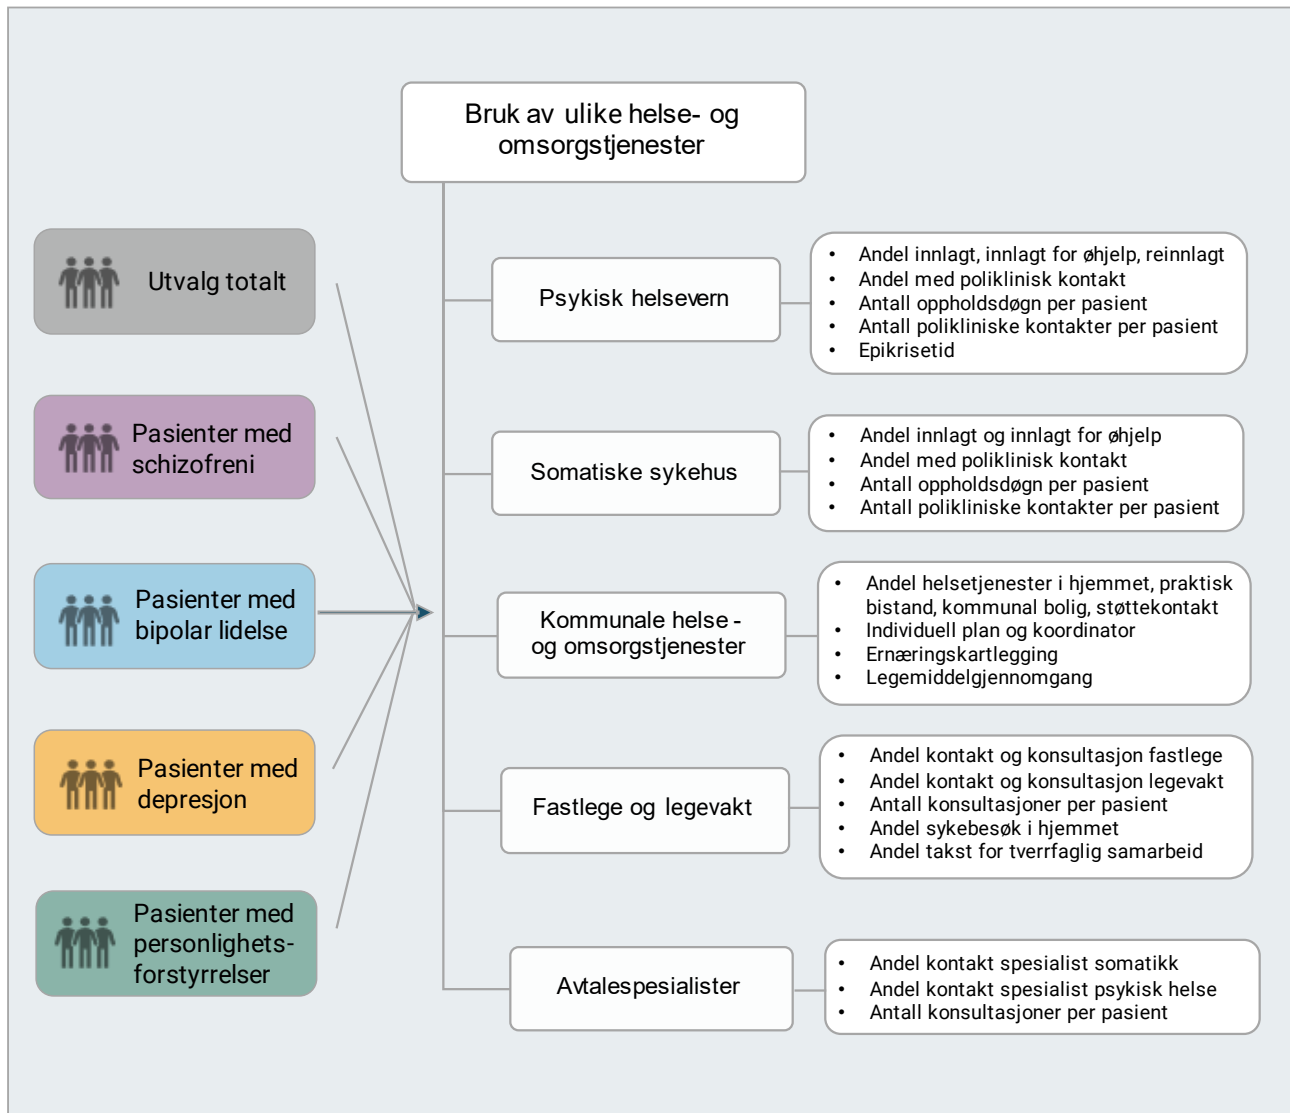 Bruk av ulike helse- og
omsorgstjenester
Utvalg totalt
Pasienter med
schizofreni
Pasienter med
bipolar lidelse
Pasienter med
depresjon
Pasienter med
personlighets-
forstyrrelser
Psykisk helsevern
• Andel innlagt, innlagt for øhjelp, reinnlagt
• Andel med poliklinisk kontakt
• Antall oppholdsdøgn per pasient
• Antall polikliniske kontakter per pasient
• Epikrisetid
Somatiske sykehus
• Andel innlagt og innlagt for øhjelp
• Andel med poliklinisk kontakt
• Antall oppholdsdøgn per pasient
• Antall polikliniske kontakter per pasient
Kommunale helse -
og omsorgstjenester
• Andel helsetjenester i hjemmet, praktisk
bistand, kommunal bolig, støttekontakt
• Individuell plan og koordinator
• Ernæringskartlegging
• Legemiddelgjennomgang
Fastlege og legevakt
• Andel kontakt og konsultasjon fastlege
• Andel kontakt og konsultasjon legevakt
• Antall konsultasjoner per pasient
• Andel sykebesøk i hjemmet
• Andel takst for tverrfaglig samarbeid
Avtalespesialister
• Andel kontakt spesialist somatikk
• Andel kontakt spesialist psykisk helse
• Antall konsultasjoner per pasient